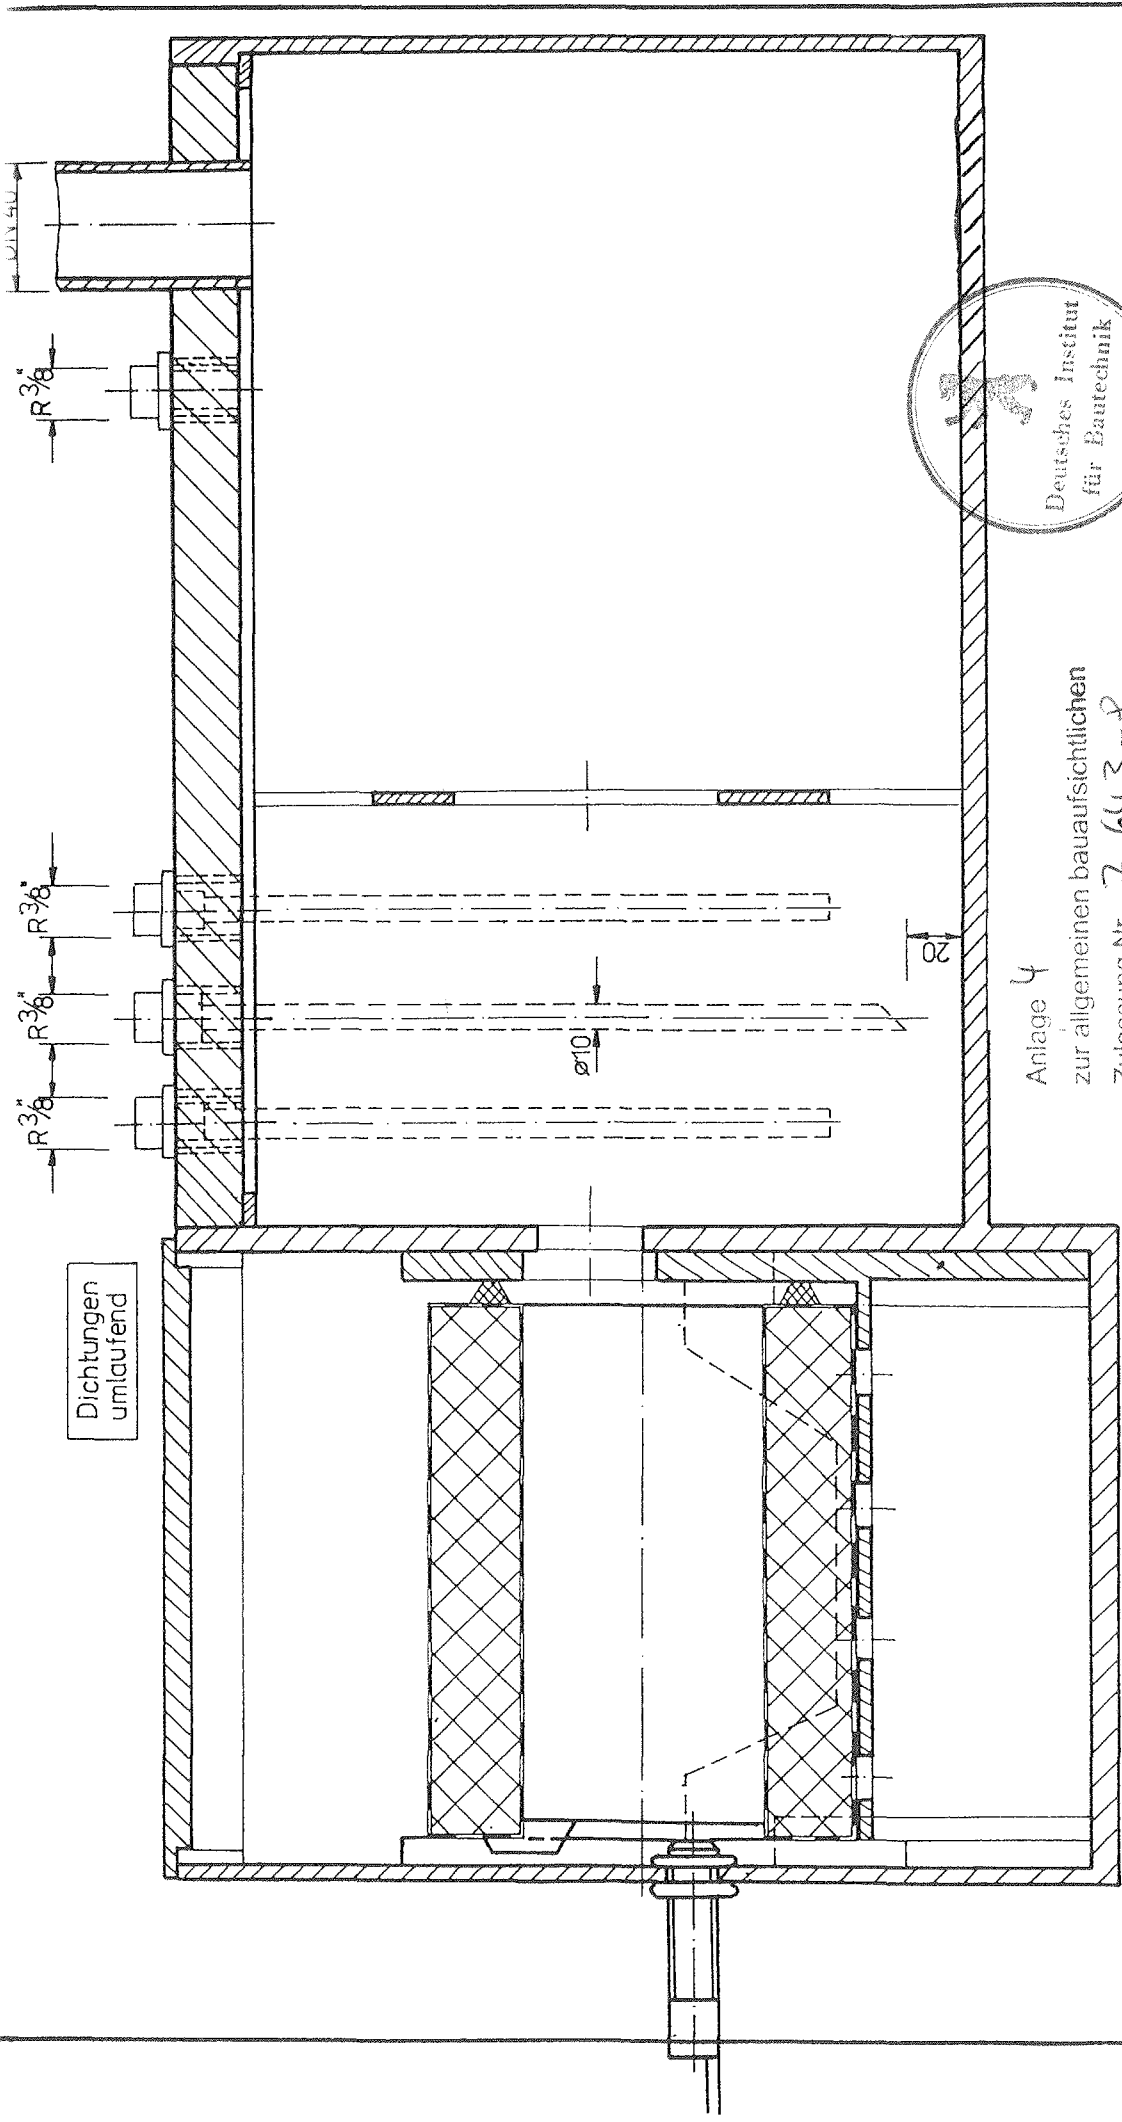 DN 40
R 3/8"
R 3/8"
R 3/8"
R 3/8"
Dichtungen
umlaufend
ø10
20
Deutsches Institut
für Bautechnik
Anlage 4
zur allgemeinen bauaufsichtlichen